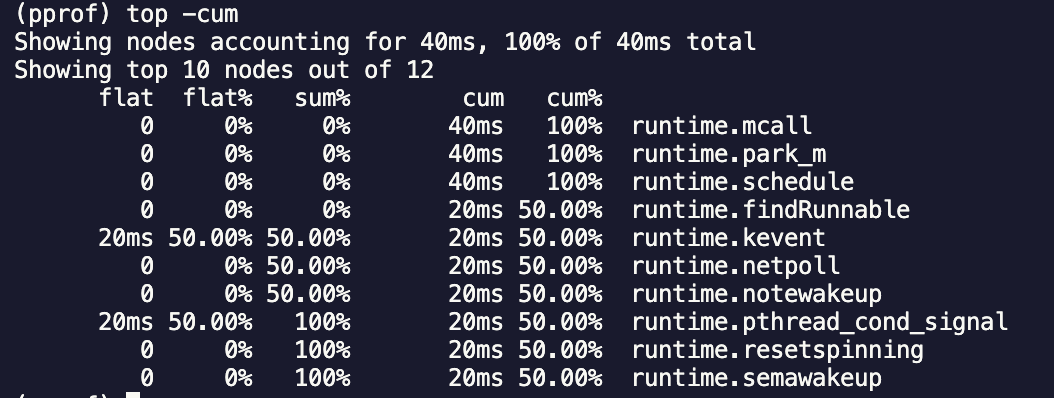 (pprof) top -cum
Showing nodes accounting for 40ms, 100% of 40ms total
Showing top 10 nodes out of 12
      flat  flat%   sum%        cum   cum%
         0     0%     0%       40ms   100%  runtime.mcall
         0     0%     0%       40ms   100%  runtime.park_m
         0     0%     0%       40ms   100%  runtime.schedule
         0     0%     0%       20ms 50.00%  runtime.findRunnable
      20ms 50.00% 50.00%       20ms 50.00%  runtime.kevent
         0     0% 50.00%       20ms 50.00%  runtime.netpoll
         0     0% 50.00%       20ms 50.00%  runtime.notewakeup
      20ms 50.00%   100%       20ms 50.00%  runtime.pthread_cond_signal
         0     0%   100%       20ms 50.00%  runtime.resetspinning
         0     0%   100%       20ms 50.00%  runtime.semawakeup